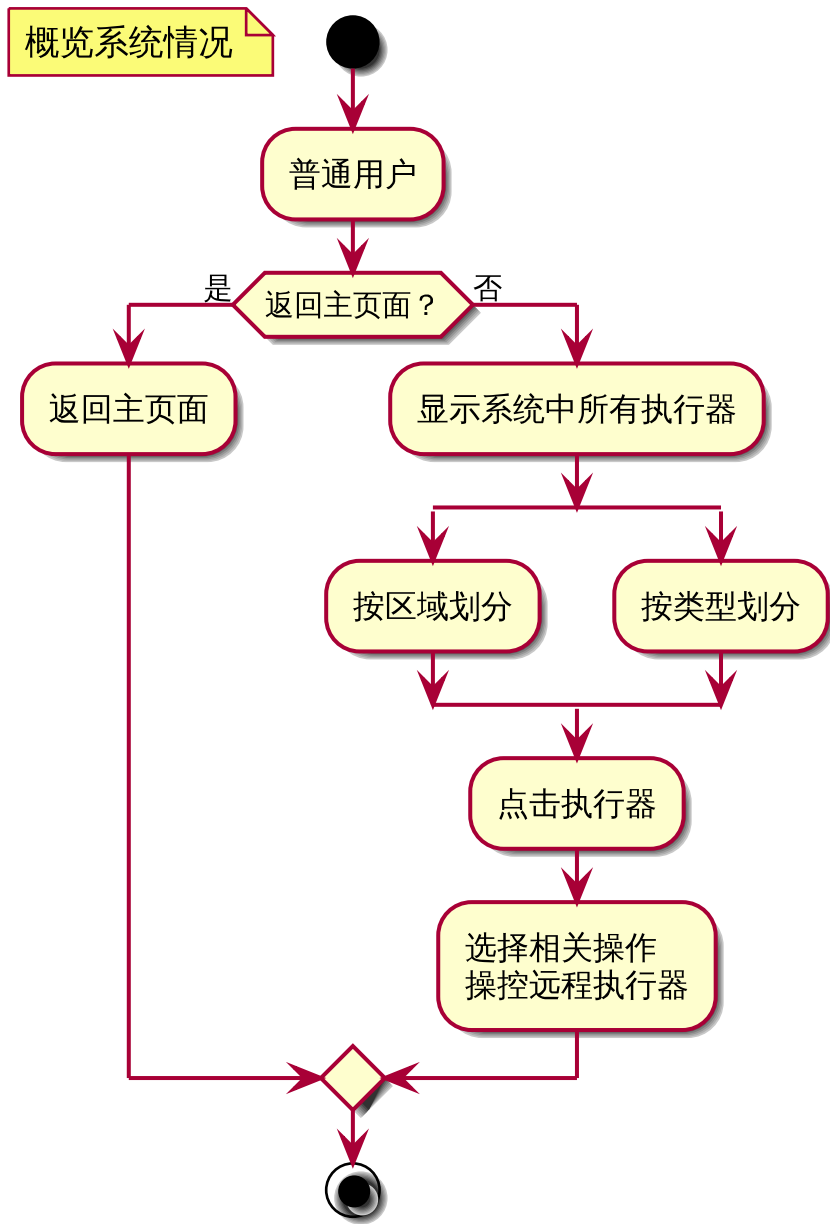 概览系统情况
普通用户
是
返回主页面？
否
返回主页面
显示系统中所有执行器
按区域划分
按类型划分
点击执行器
选择相关操作
操控远程执行器